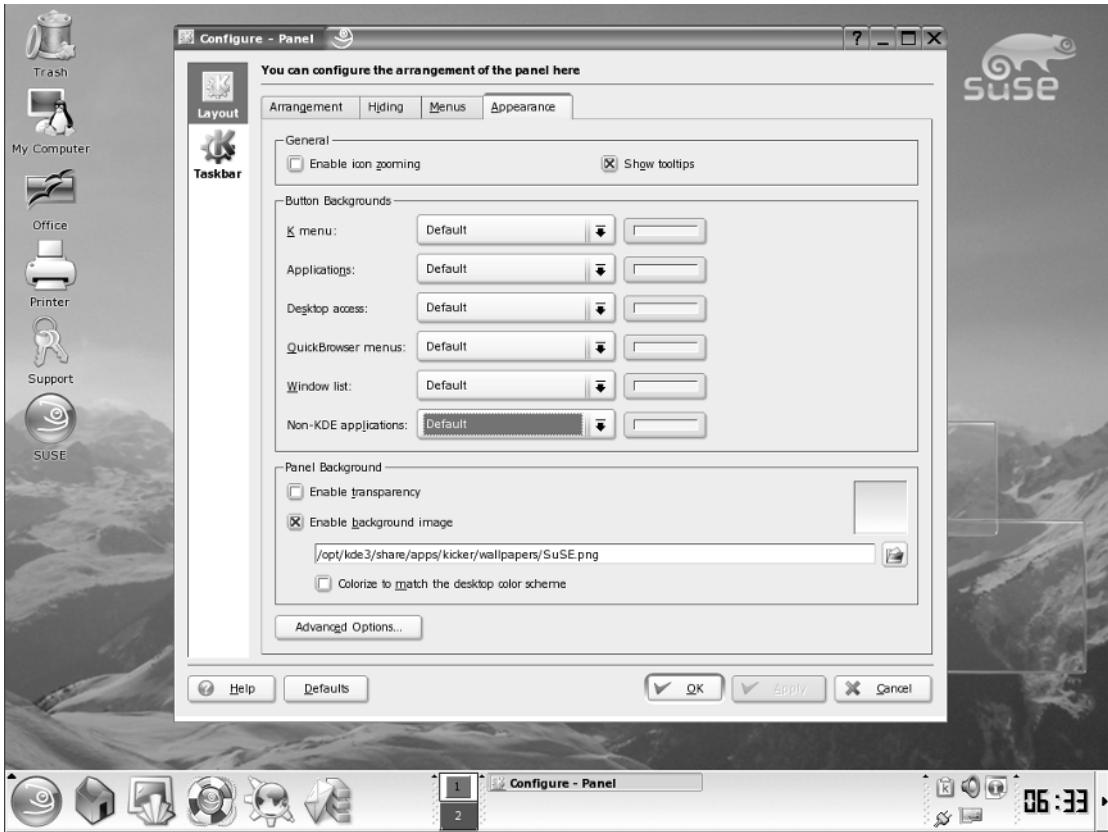 Trash
My Computer
Office
Printer
Support
SUSE
Configure - Panel
SUSE
Layout
Taskbar
You can configure the arrangement of the panel here
Arrangement Hiding Menus Appearance
General
Enable icon zooming Show tooltips
Button Backgrounds
K menu: Default
Applications: Default
Desktop access: Default
QuickBrowser menus: Default
Window list: Default
Non-KDE applications: Default
Panel Background
Enable transparency
Enable background image
/opt/kde3/share/apps/kicker/wallpapers/SuSE.png
Colorize to match the desktop color scheme
Advanced Options...
Help Defaults OK Apply Cancel
1 Configure - Panel
2
06:33